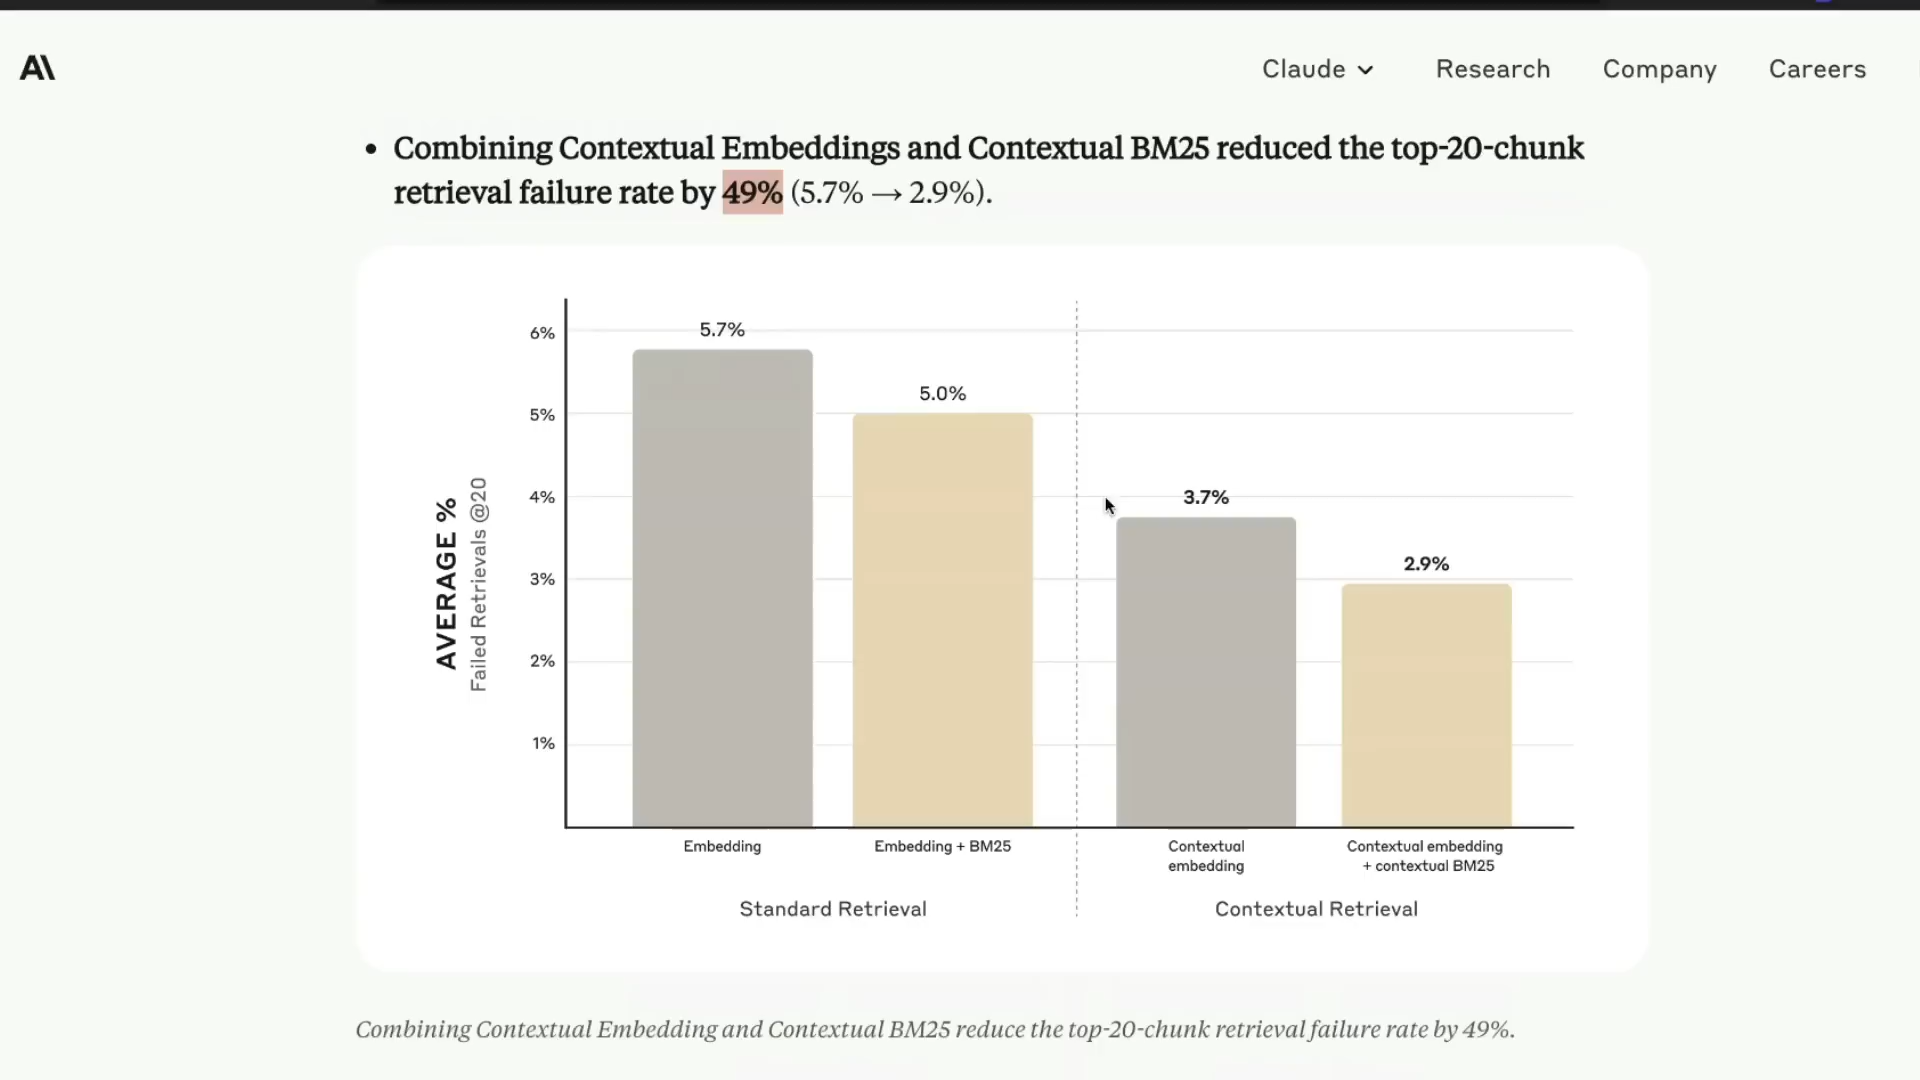 A\
Claude
Research
Company
Careers
• Combining Contextual Embeddings and Contextual BM25 reduced the top-20-chunk
retrieval failure rate by 49% (5.7% → 2.9%).
AVERAGE %
Failed Retrievals @20
6%
5%
4%
3%
2%
1%
5.7%
5.0%
3.7%
2.9%
Embedding
Embedding + BM25
Contextual
embedding
Contextual embedding
+ contextual BM25
Standard Retrieval
Contextual Retrieval
Combining Contextual Embedding and Contextual BM25 reduce the top-20-chunk retrieval failure rate by 49%.